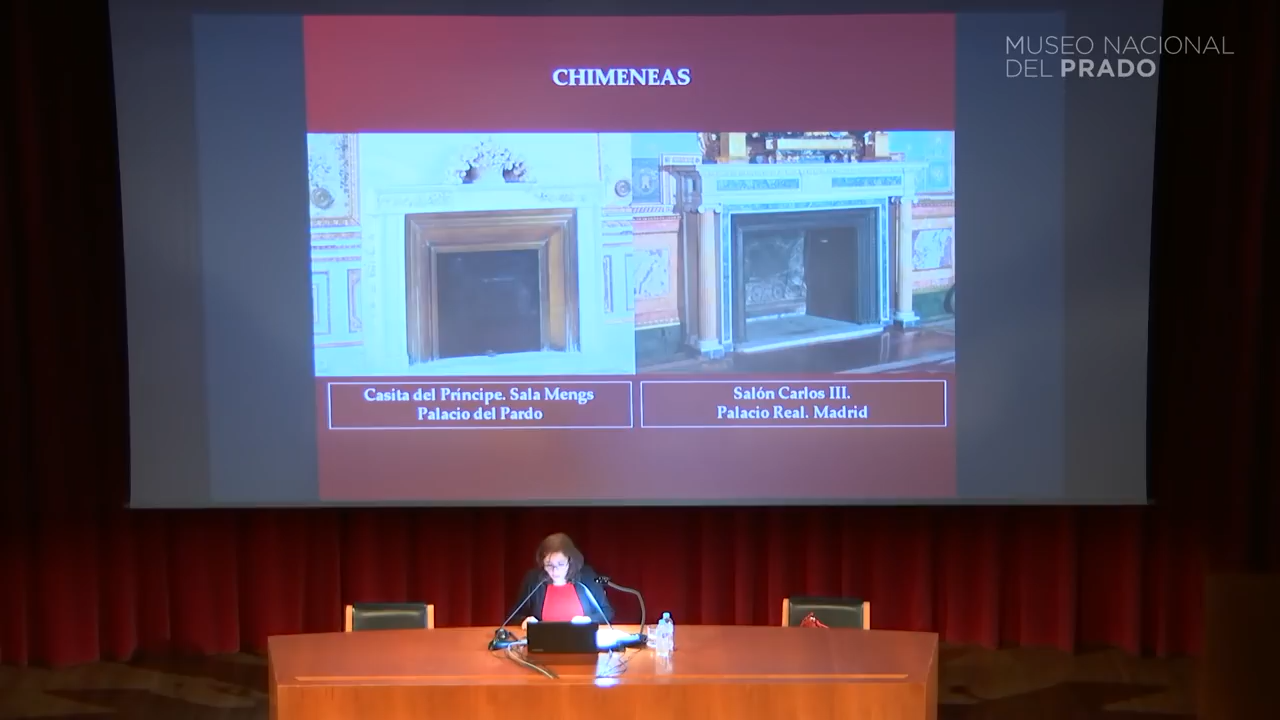 MUSEO NACIONAL
DEL PRADO
CHIMENEAS
Casita del Príncipe. Sala Mengs
Palacio del Pardo
Salón Carlos III.
Palacio Real. Madrid